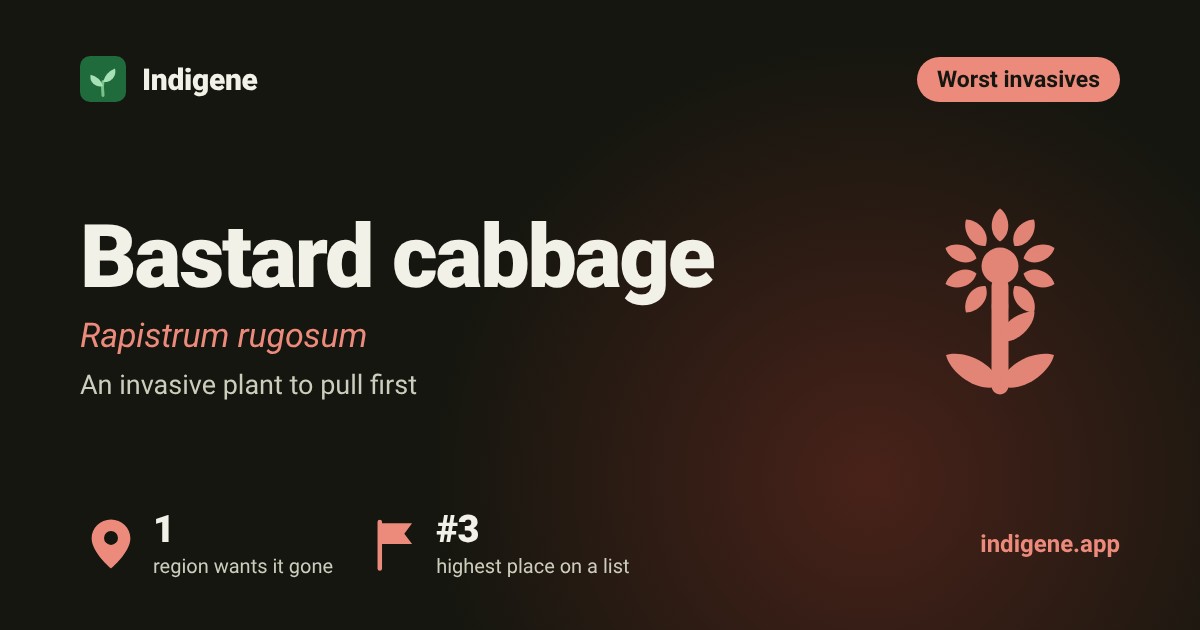 Indigene
Worst invasives
Bastard cabbage
Rapistrum rugosum
An invasive plant to pull first
1
region wants it gone
#3
highest place on a list
indigene.app